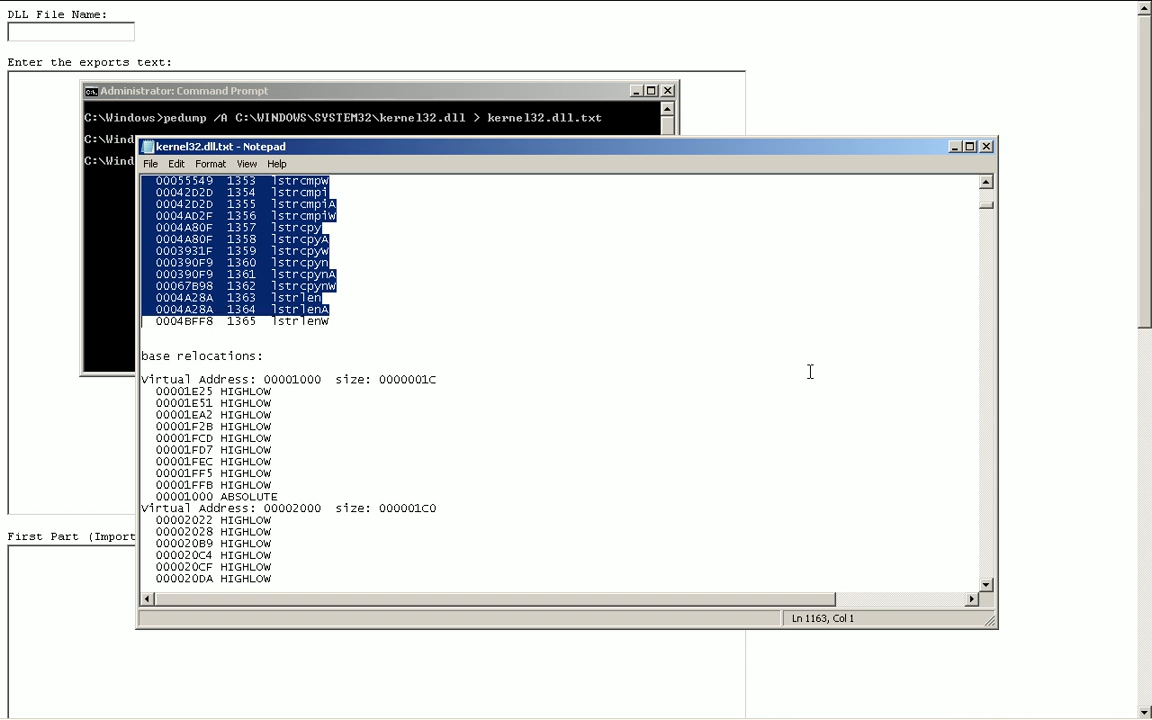 DLL File Name:
Enter the exports text:
Administrator: Command Prompt
C:\Windows>pedump /A C:\WINDOWS\SYSTEM32\kernel32.dll > kernel32.dll.txt
C:\Wind
C:\Wind
kernel32.dll.txt - Notepad
File Edit Format View Help
00055549 1353 lstrcmpW
00042D2D 1354 lstrcmpi
00042D2D 1355 lstrcmpiA
0004AD2F 1356 lstrcmpiW
0004A80F 1357 lstrcpy
0004A80F 1358 lstrcpyA
0003931F 1359 lstrcpyW
000390F9 1360 lstrcpyn
000390F9 1361 lstrcpynA
00067B98 1362 lstrcpynW
0004A28A 1363 lstrlen
0004A28A 1364 lstrlenA
0004BFF8 1365 lstrlenW
base relocations:
Virtual Address: 00001000 size: 0000001C
00001E25 HIGHLOW
00001E51 HIGHLOW
00001EA2 HIGHLOW
00001F2B HIGHLOW
00001FCD HIGHLOW
00001FD7 HIGHLOW
00001FEC HIGHLOW
00001FF5 HIGHLOW
00001FFB HIGHLOW
00001000 ABSOLUTE
Virtual Address: 00002000 size: 000001C0
00002022 HIGHLOW
00002028 HIGHLOW
000020B9 HIGHLOW
000020C4 HIGHLOW
000020CF HIGHLOW
000020DA HIGHLOW
First Part (Import
Ln 1163, Col 1